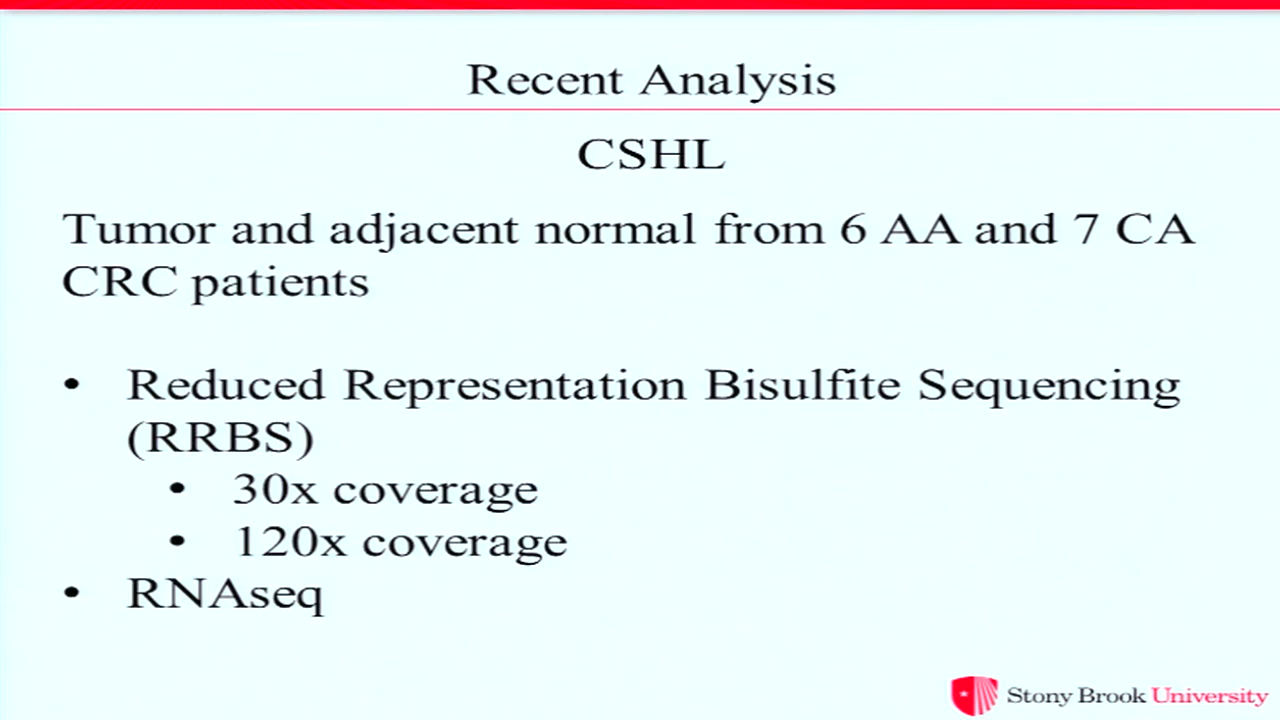 Recent Analysis
CSHL
Tumor and adjacent normal from 6 AA and 7 CA
CRC patients
• Reduced Representation Bisulfite Sequencing
(RRBS)
• 30x coverage
• 120x coverage
• RNAseq
Stony Brook University